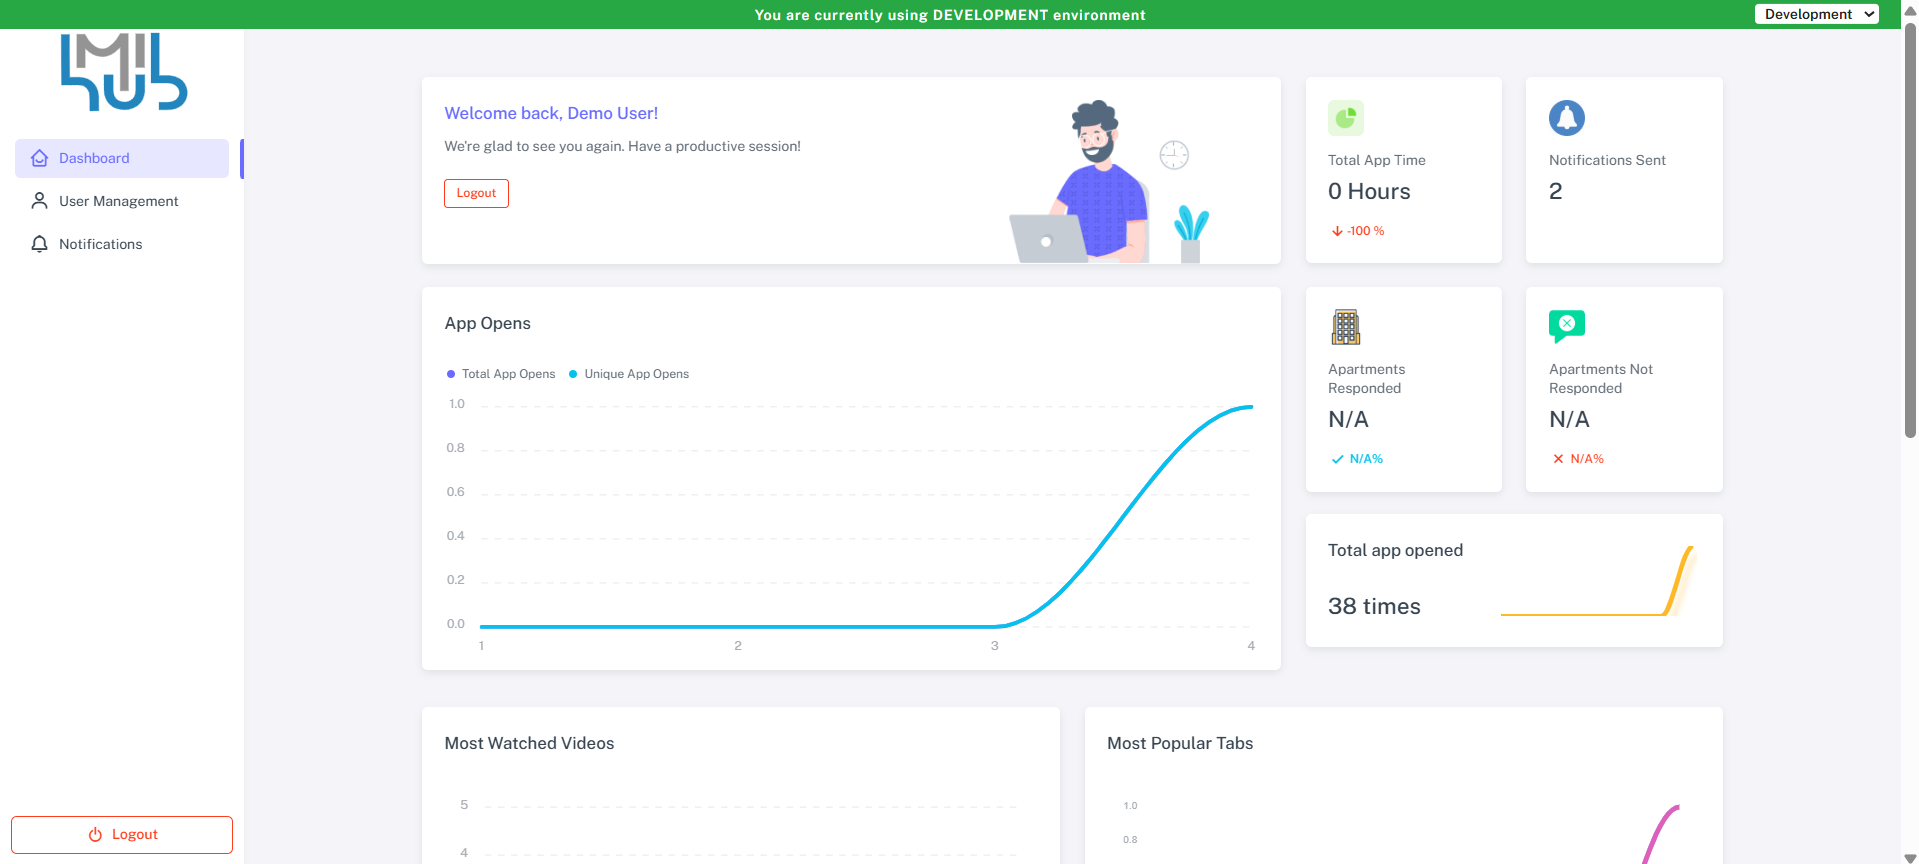 You are currently using DEVELOPMENT environment
Development
MI
hub
Dashboard
User Management
Notifications
Logout
Welcome back, Demo User!
We're glad to see you again. Have a productive session!
Logout
Total App Time
0 Hours
-100 %
Notifications Sent
2
App Opens
Total App Opens
Unique App Opens
1.0
0.8
0.6
0.4
0.2
0.0
1
2
3
4
Apartments
Responded
N/A
N/A%
Apartments Not
Responded
N/A
N/A%
Total app opened
38 times
Most Watched Videos
5
4
Most Popular Tabs
1.0
0.8